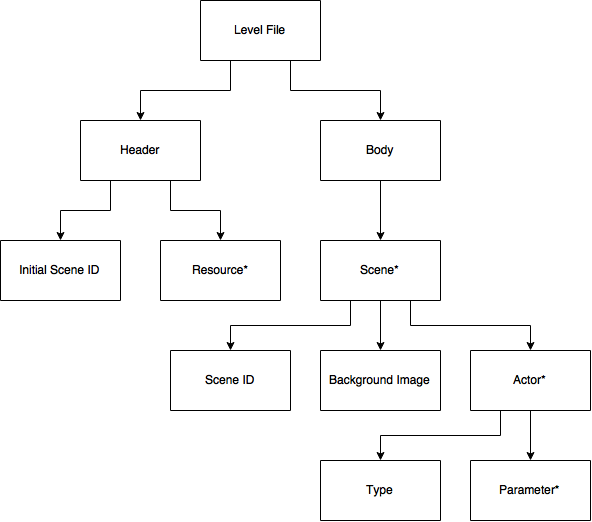 Level File
Header
Body
Initial Scene ID
Resource*
Scene*
Scene ID
Background Image
Actor*
Type
Parameter*